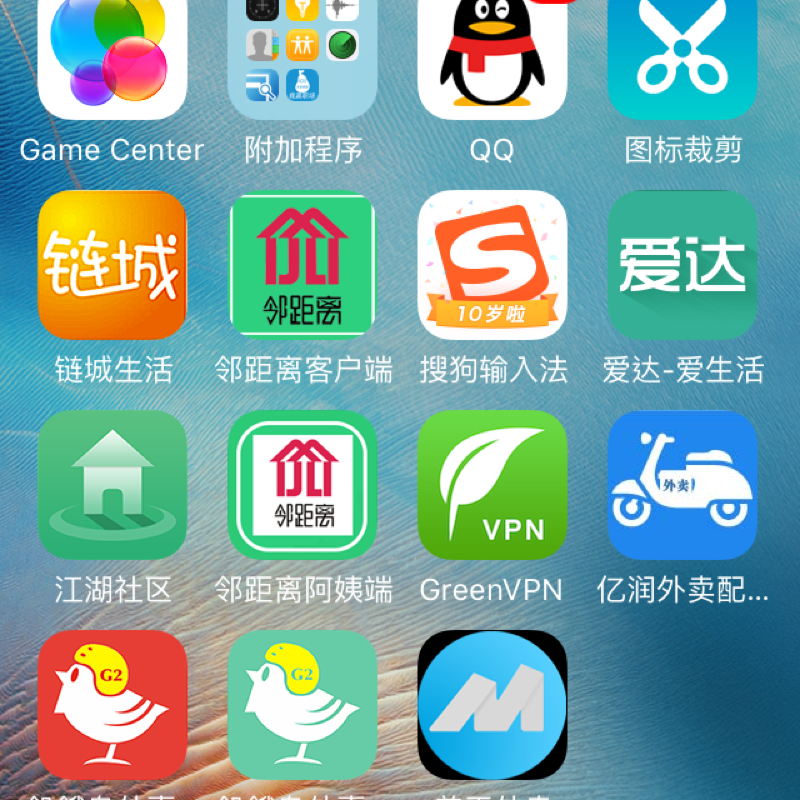 Game Center
附加程序
QQ
图标裁剪
链城
邻距离
10岁啦
爱达
链城生活
邻距离客户端
搜狗输入法
爱达-爱生活
邻距离
VPN
外卖
江湖社区
邻距离阿姨端
GreenVPN
亿润外卖配...
G2
G2